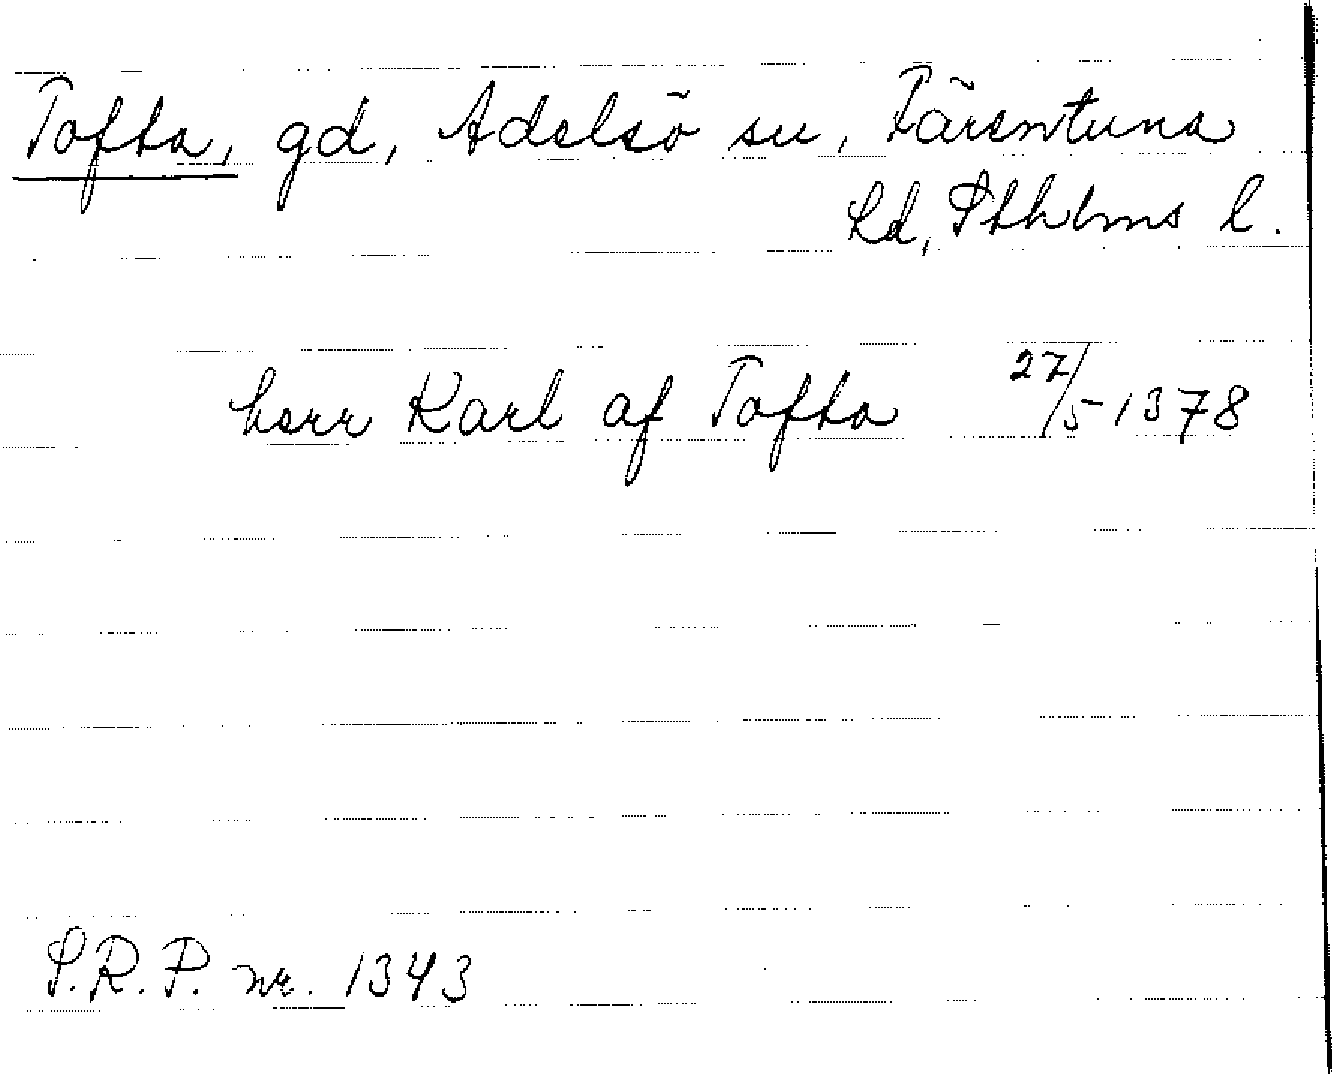 Tofta, gd, Adelsö sn, Färentuna
hd, Sthlms l.
herr Karl af Tofta 27/5 1378
S.R.P. nr. 1343